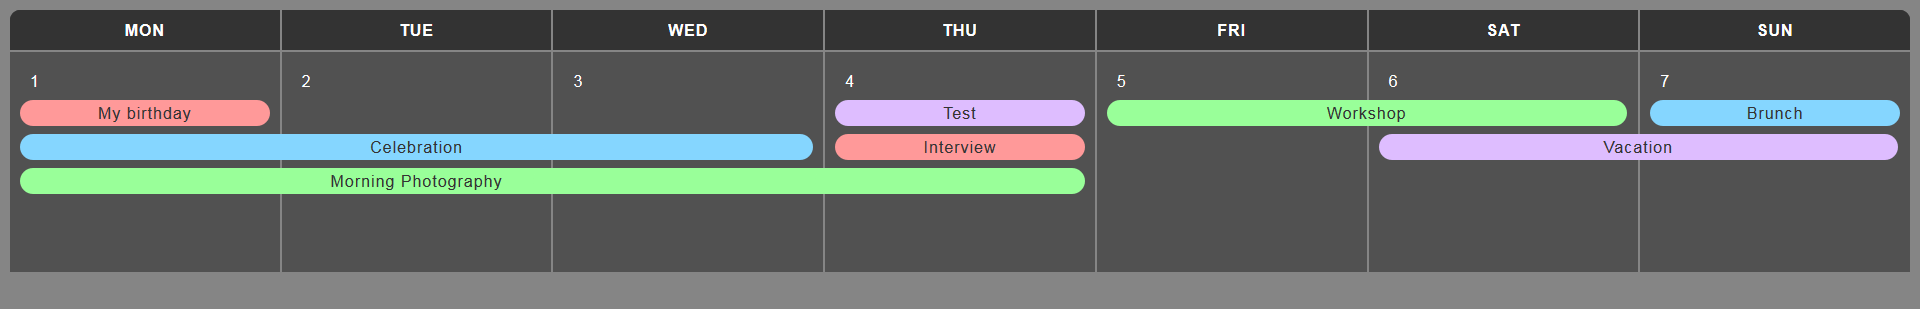 MON TUE WED THU FRI SAT SUN
1 2 3 4 5 6 7
My birthday Test Workshop Brunch
Celebration Interview Vacation
Morning Photography